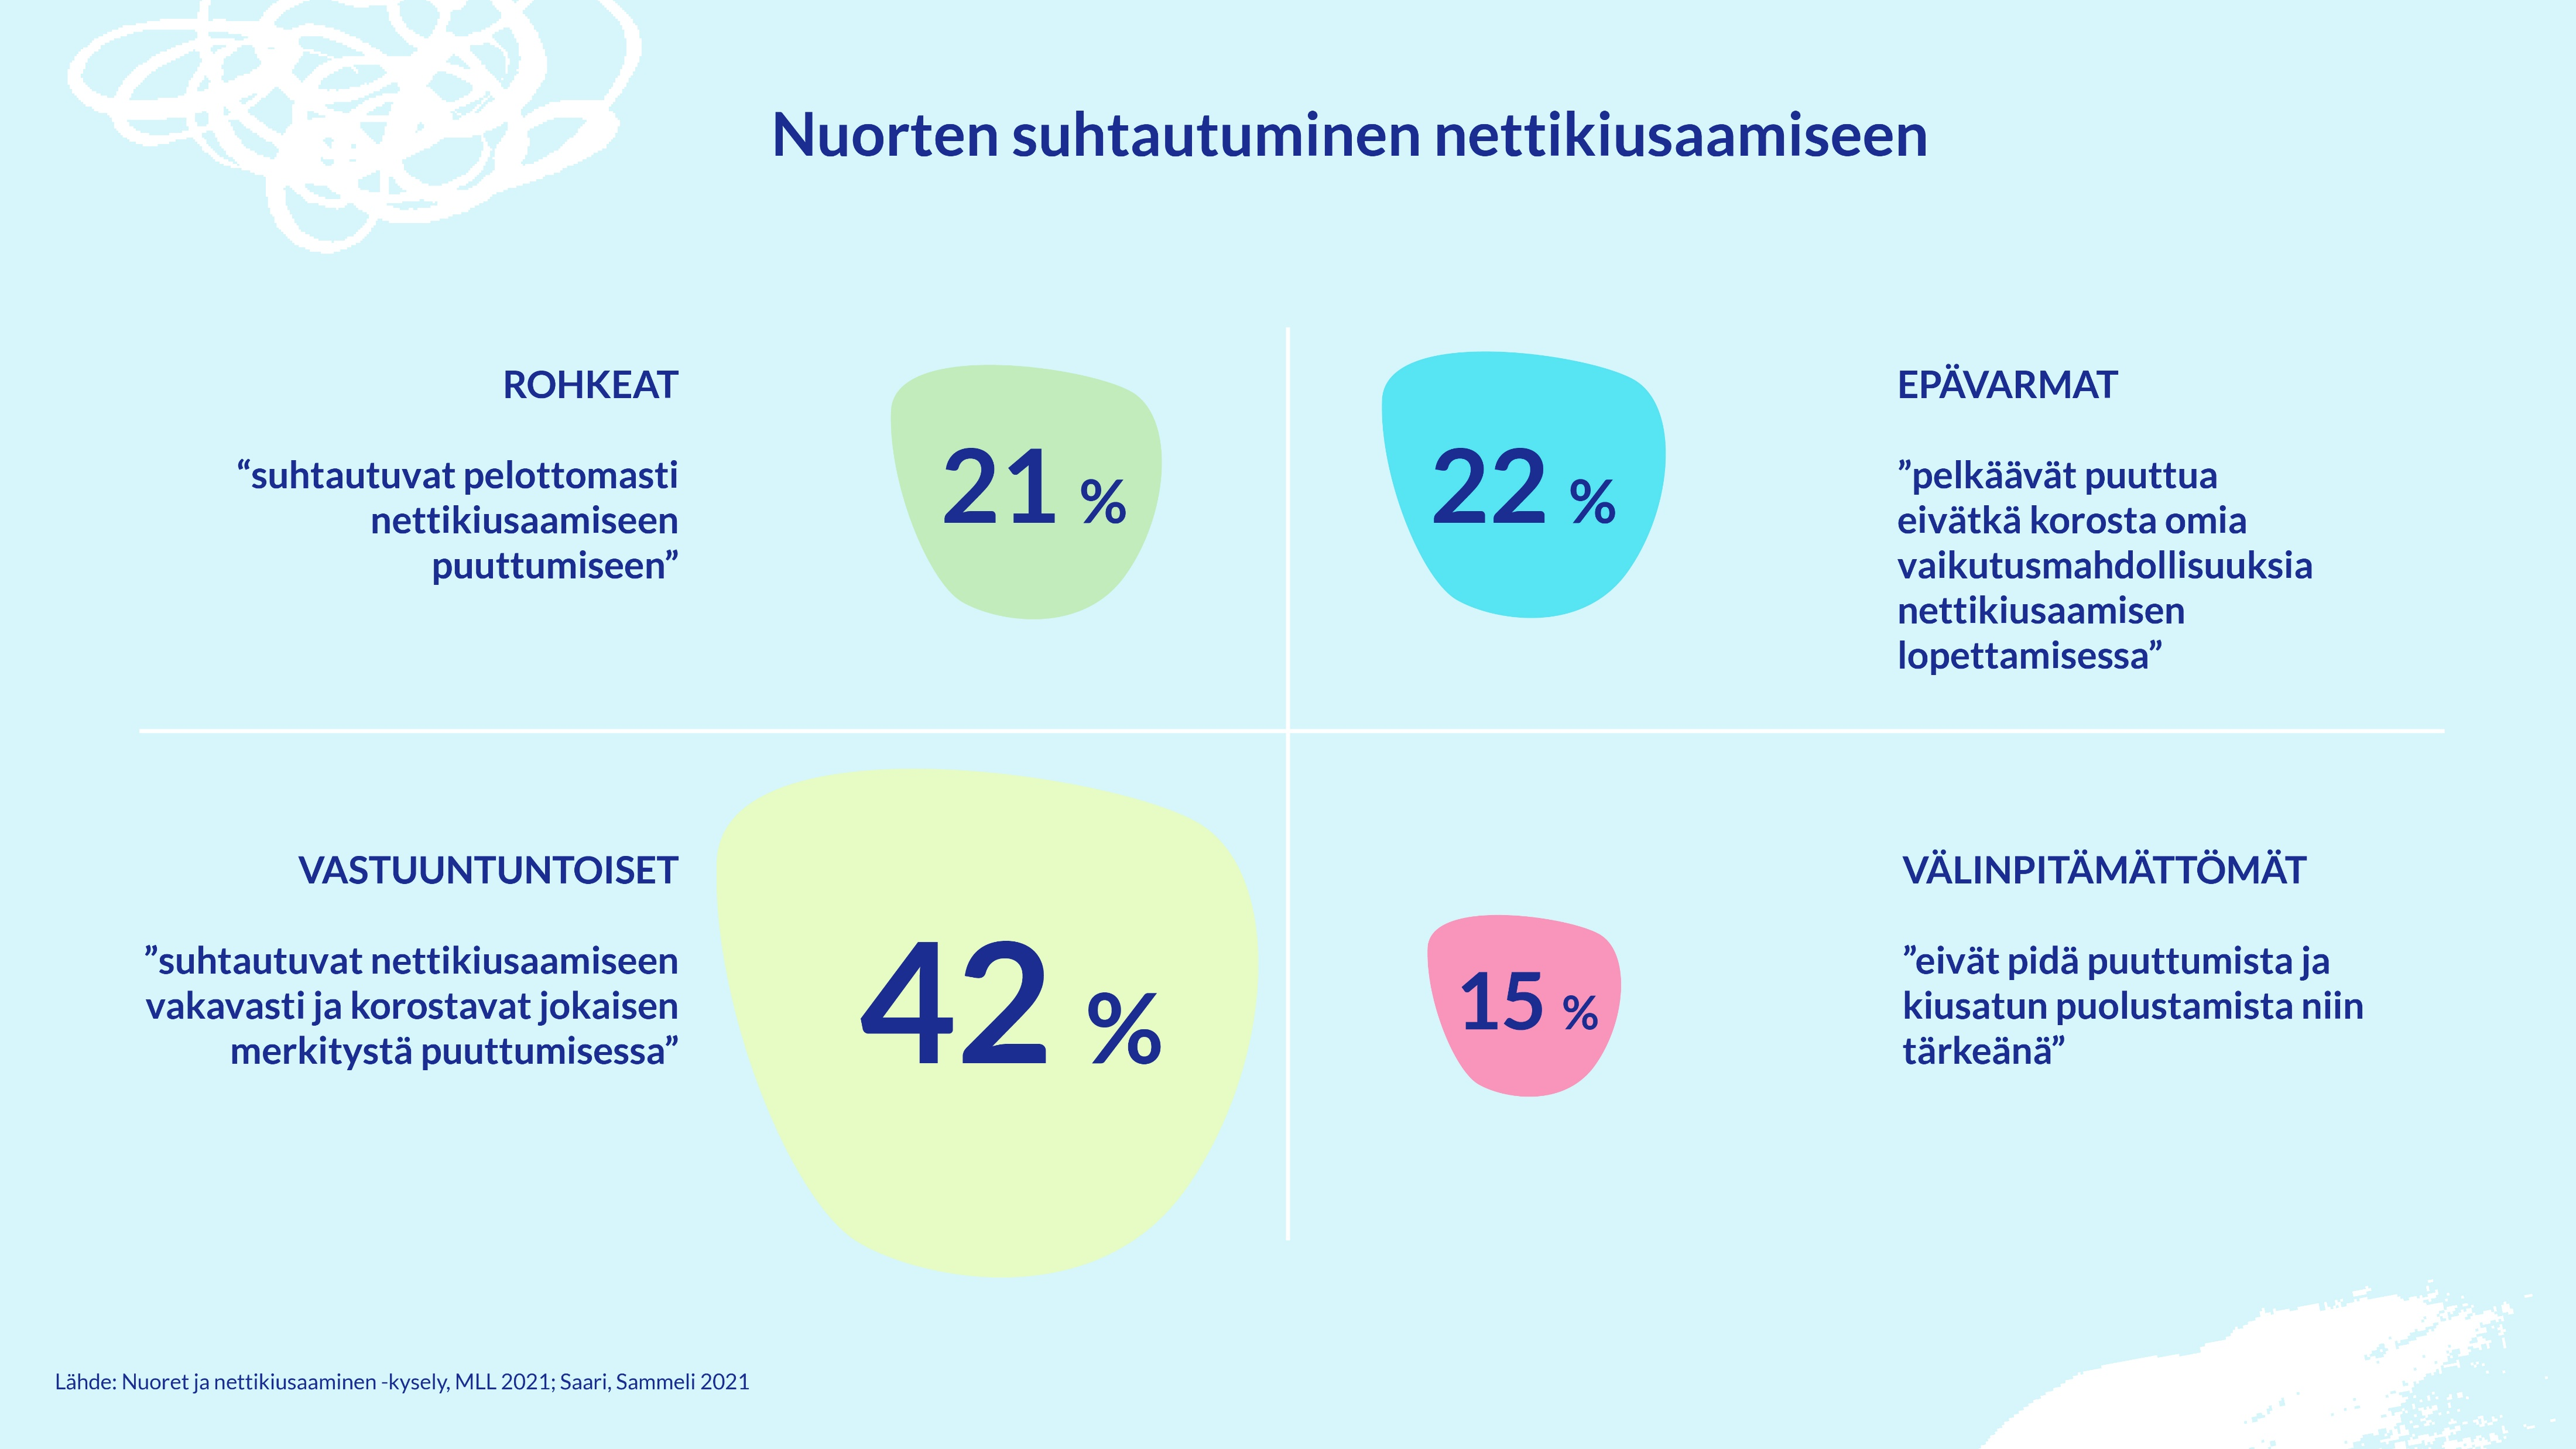 Nuorten suhtautuminen nettikiusaamiseen
ROHKEAT
“suhtautuvat pelottomasti
nettikiusaamiseen
puuttumiseen”
21 %
22 %
EPÄVARMAT
”pelkäävät puuttua
eivätkä korosta omia
vaikutusmahdollisuuksia
nettikiusaamisen
lopettamisessa”
VASTUUNTUNTOISET
”suhtautuvat nettikiusaamiseen
vakavasti ja korostavat jokaisen
merkitystä puuttumisessa”
42 %
15 %
VÄLINPITÄMÄTTÖMÄT
”eivät pidä puuttumista ja
kiusatun puolustamista niin
tärkeänä”
Lähde: Nuoret ja nettikiusaaminen -kysely, MLL 2021; Saari, Sammeli 2021